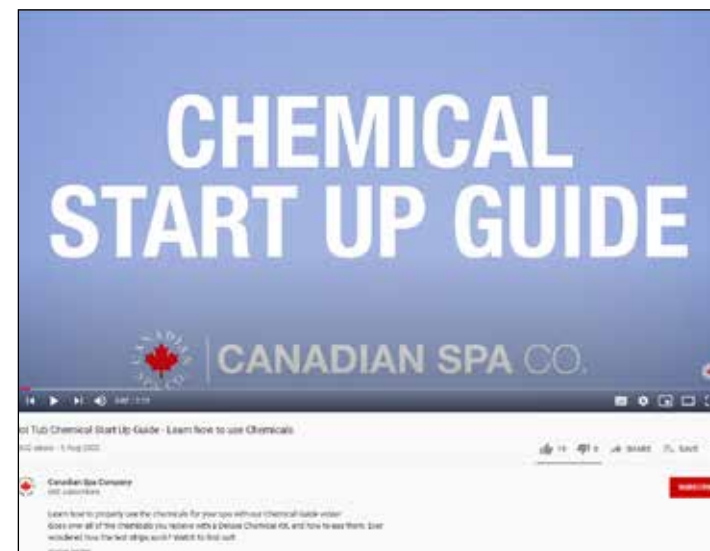 CHEMICAL
START UP GUIDE
CANADIAN SPA CO.
Tub Chemical Start Up Guide - Learn how to use Chemicals
SHARE SAVE
Canadian Spa Company
Learn how to properly use the chemicals for your spa with our Chemical Guide video!
Goes over all of the chemicals you receive with a Deluxe Chemical Kit, and how to use them. Ever
wondered how the test strips work? Watch to find out!